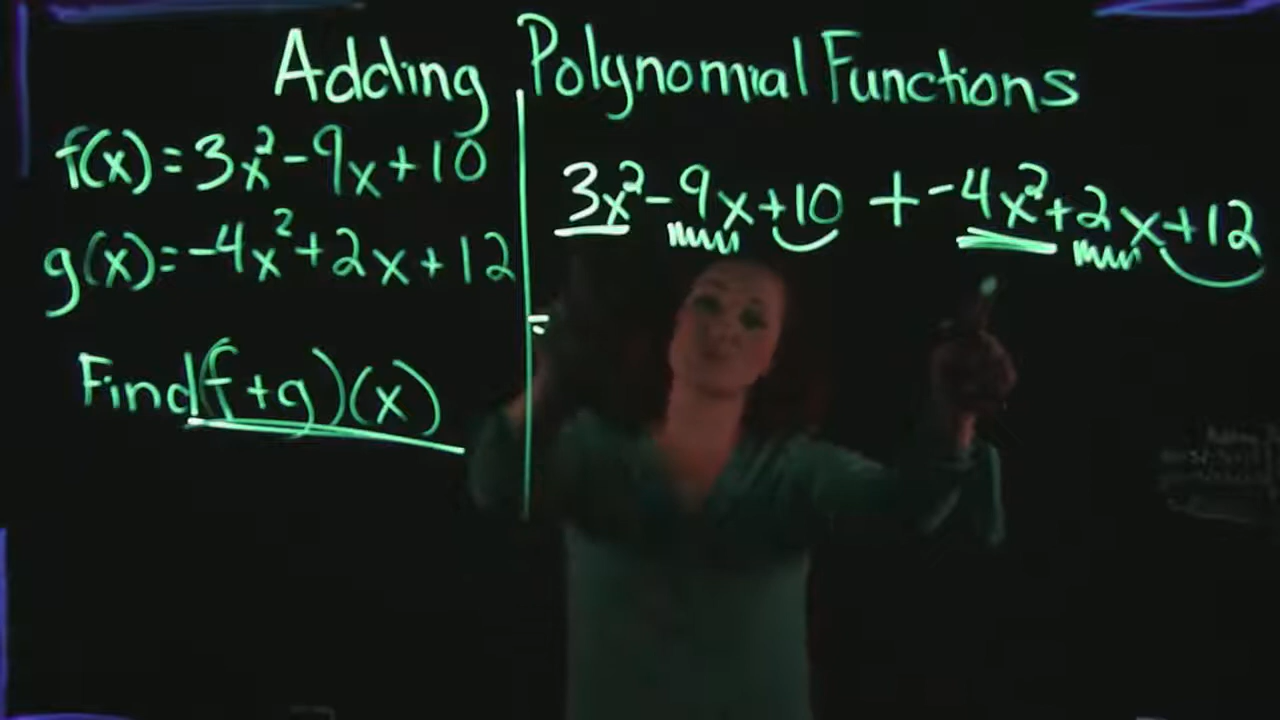 Adding Polynomial Functions
f(x)=3x²-9x+10
g(x)=-4x²+2x+12
Find (f+g)(x)
3x²-9x+10 + -4x²+2x+12
=